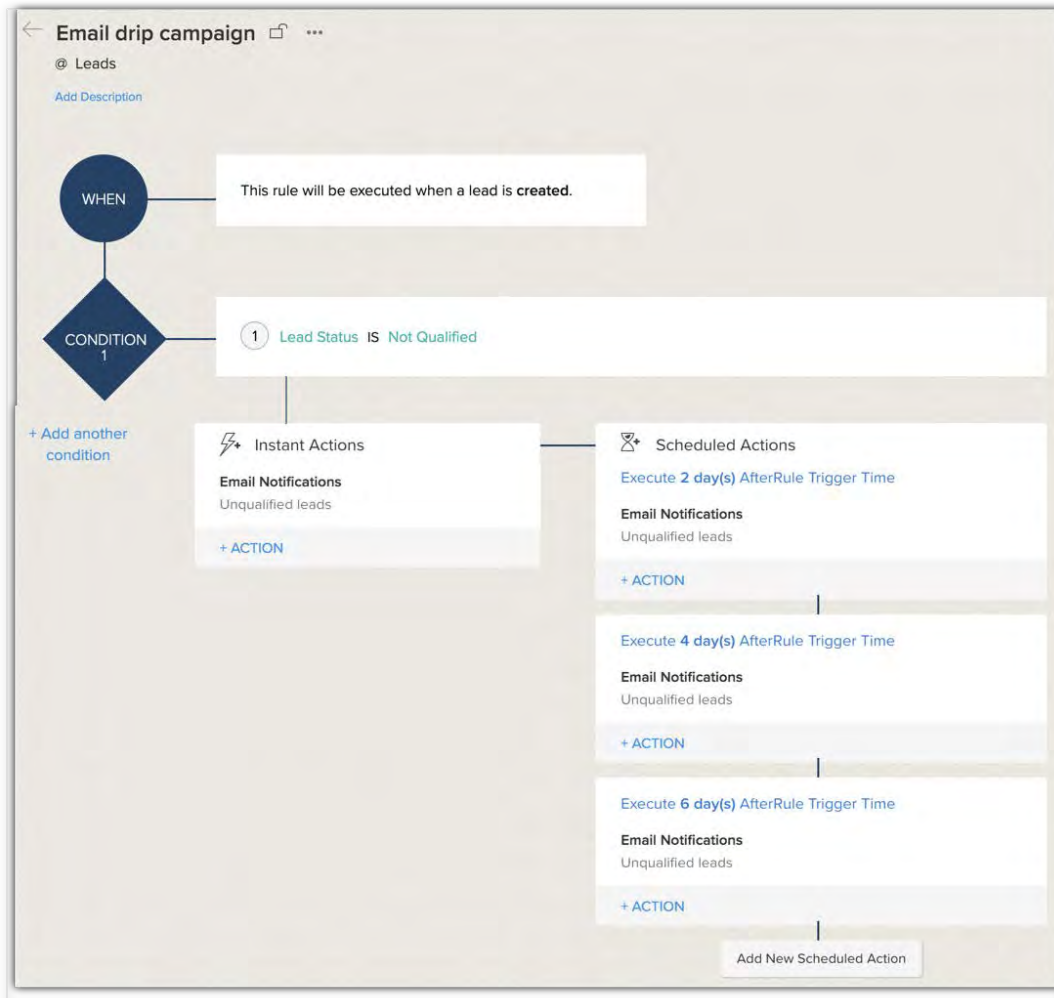 Email drip campaign
@ Leads
Add Description
WHEN
This rule will be executed when a lead is created.
CONDITION
1
1 Lead Status IS Not Qualified
+ Add another
condition
Instant Actions
Email Notifications
Unqualified leads
+ ACTION
Scheduled Actions
Execute 2 day(s) AfterRule Trigger Time
Email Notifications
Unqualified leads
+ ACTION
Execute 4 day(s) AfterRule Trigger Time
Email Notifications
Unqualified leads
+ ACTION
Execute 6 day(s) AfterRule Trigger Time
Email Notifications
Unqualified leads
+ ACTION
Add New Scheduled Action